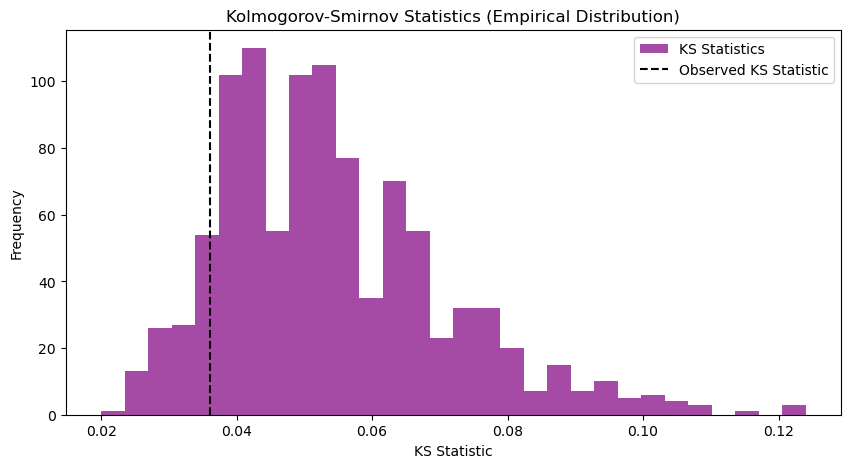 Kolmogorov-Smirnov Statistics (Empirical Distribution)
KS Statistics
Observed KS Statistic
Frequency
100
80
60
40
20
0
0.02 0.04 0.06 0.08 0.10 0.12
KS Statistic